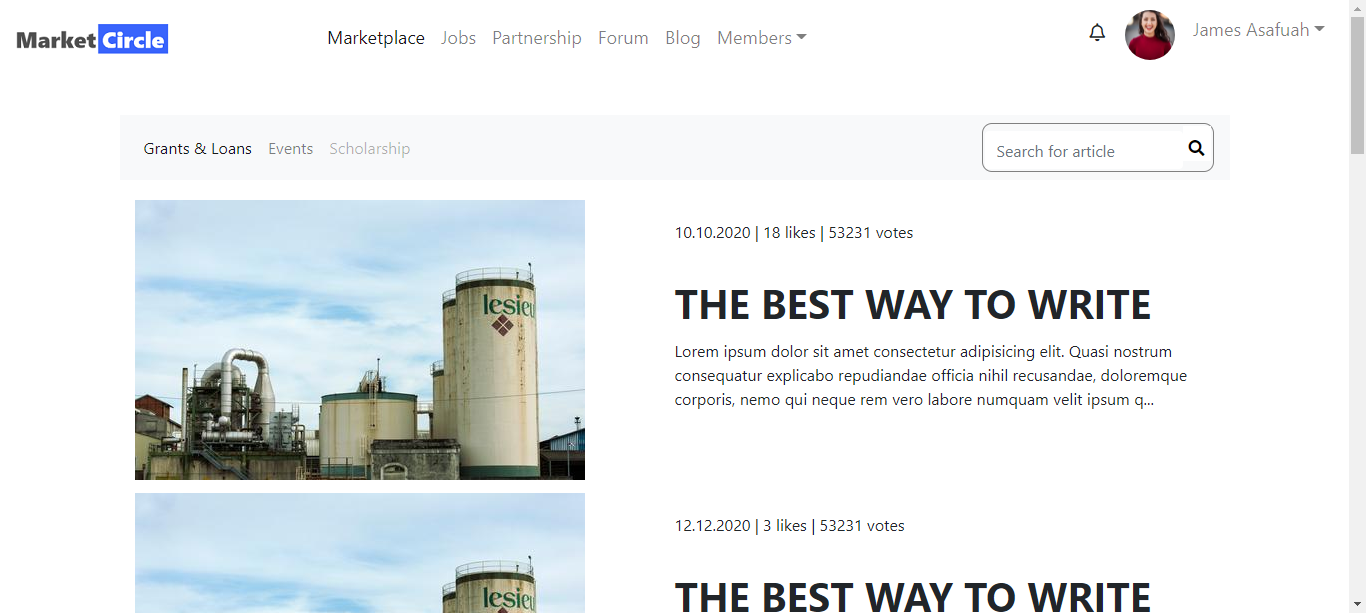 Market Circle
Marketplace Jobs Partnership Forum Blog Members
James Asafuah
Grants & Loans Events Scholarship
Search for article
lesieu
10.10.2020 | 18 likes | 53231 votes
THE BEST WAY TO WRITE
Lorem ipsum dolor sit amet consectetur adipisicing elit. Quasi nostrum
consequatur explicabo repudiandae officia nihil recusandae, doloremque
corporis, nemo qui neque rem vero labore numquam velit ipsum q...
lesieu
12.12.2020 | 3 likes | 53231 votes
THE BEST WAY TO WRITE